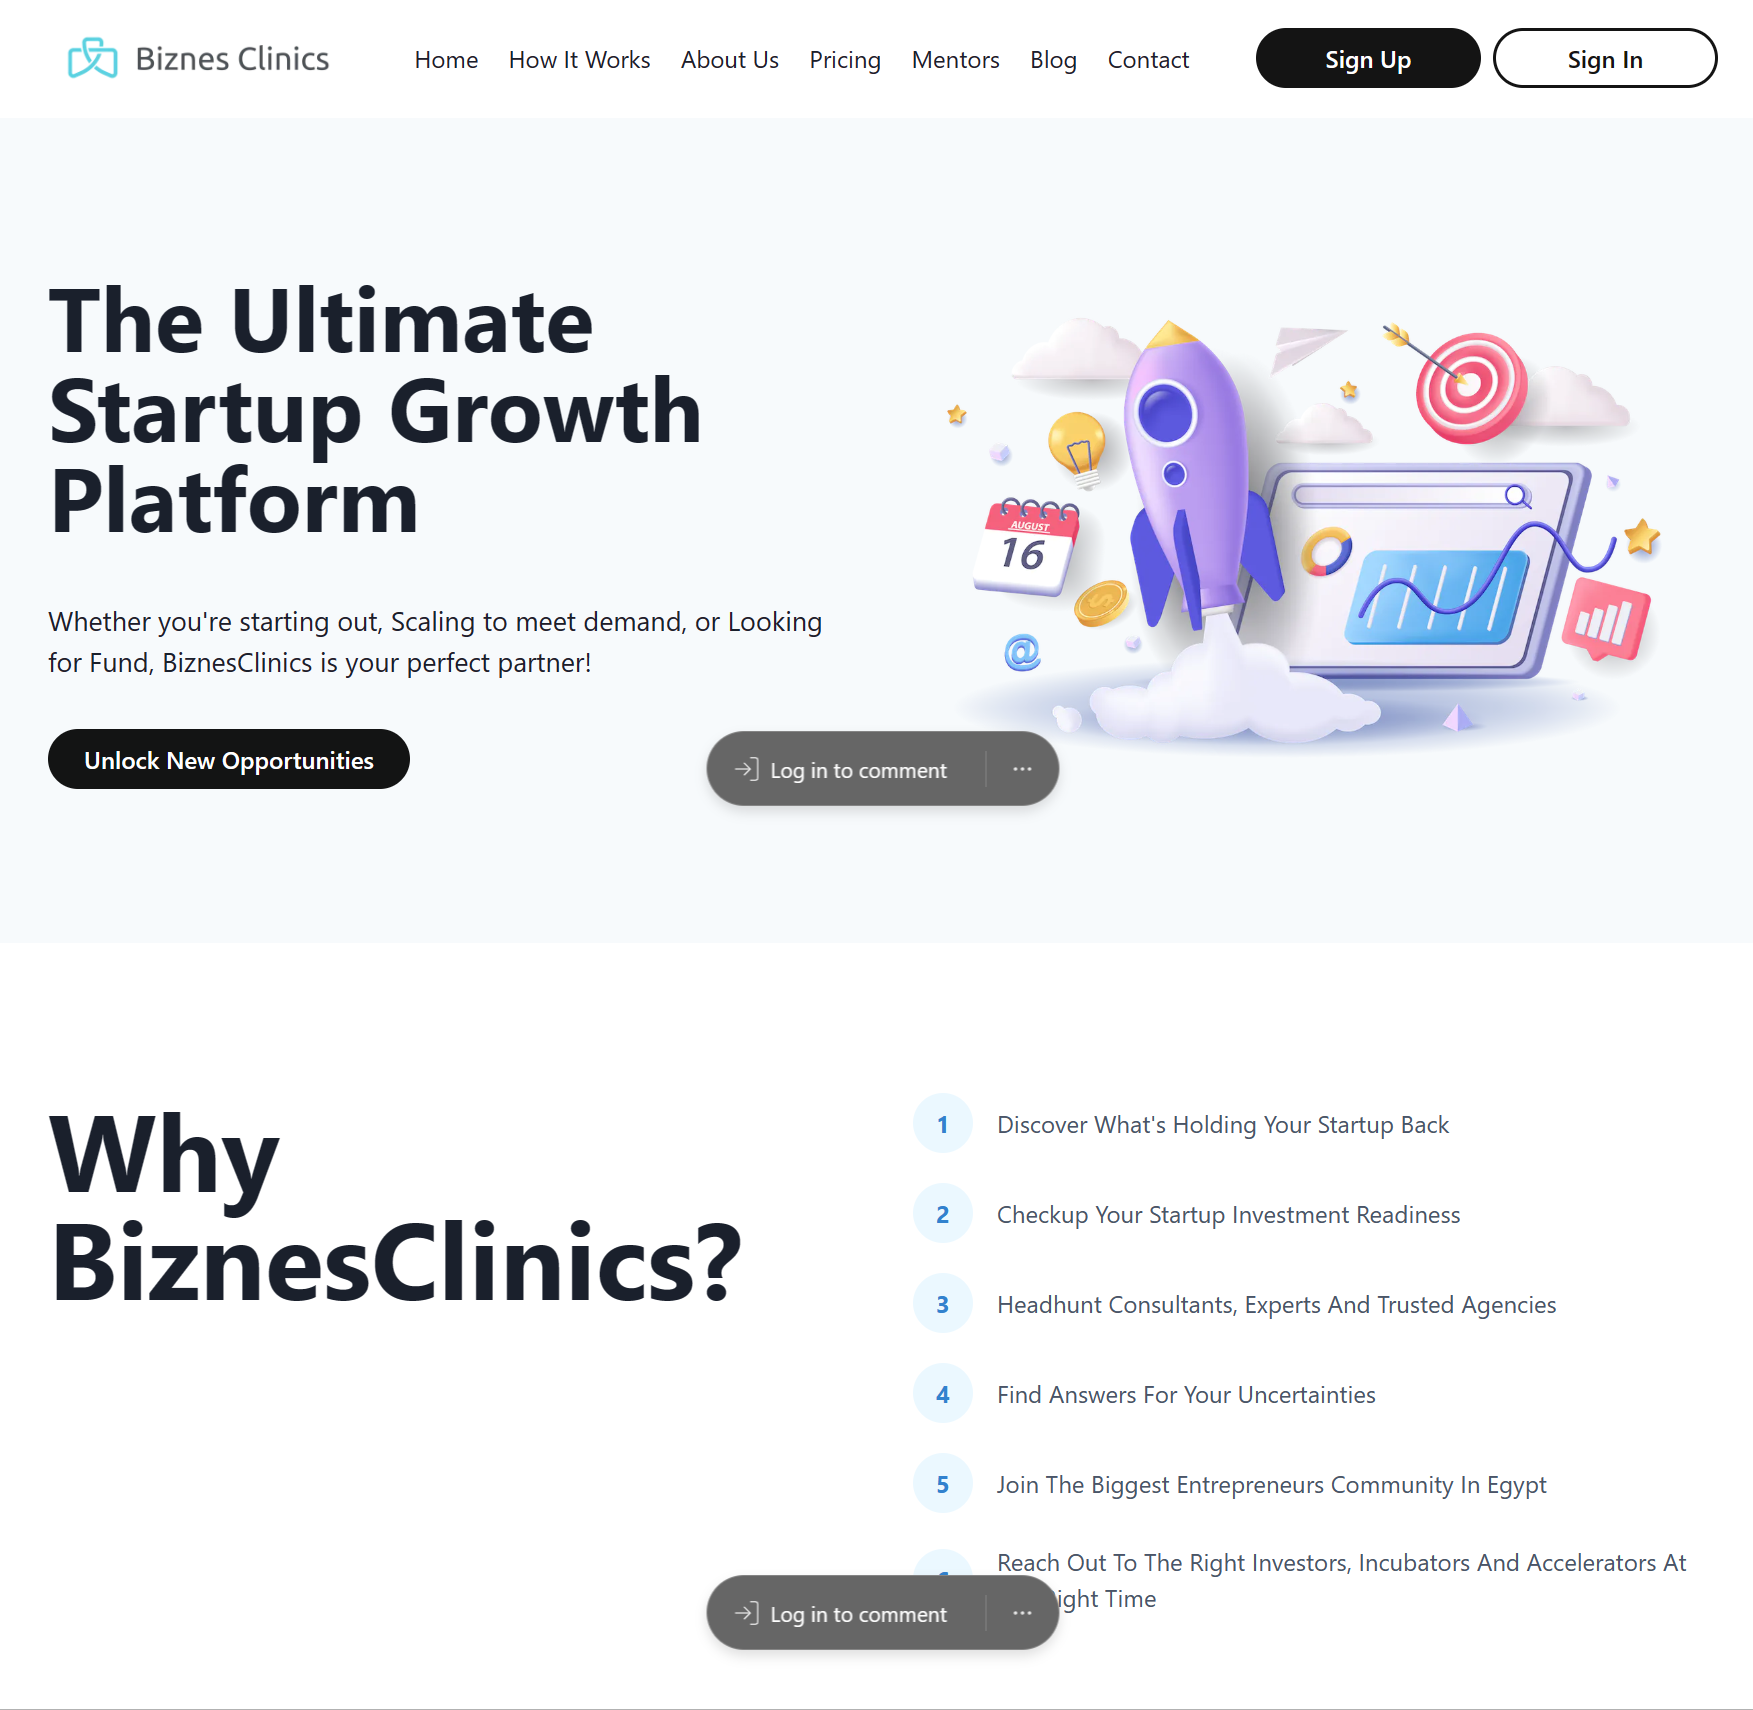 Biznes Clinics
Home How It Works About Us Pricing Mentors Blog Contact Sign Up Sign In
The Ultimate
Startup Growth
Platform
AUGUST
16
@
Whether you're starting out, Scaling to meet demand, or Looking
for Fund, BiznesClinics is your perfect partner!
Unlock New Opportunities
Log in to comment
Why
BiznesClinics?
1 Discover What's Holding Your Startup Back
2 Checkup Your Startup Investment Readiness
3 Headhunt Consultants, Experts And Trusted Agencies
4 Find Answers For Your Uncertainties
5 Join The Biggest Entrepreneurs Community In Egypt
Reach Out To The Right Investors, Incubators And Accelerators At
Time
Log in to comment